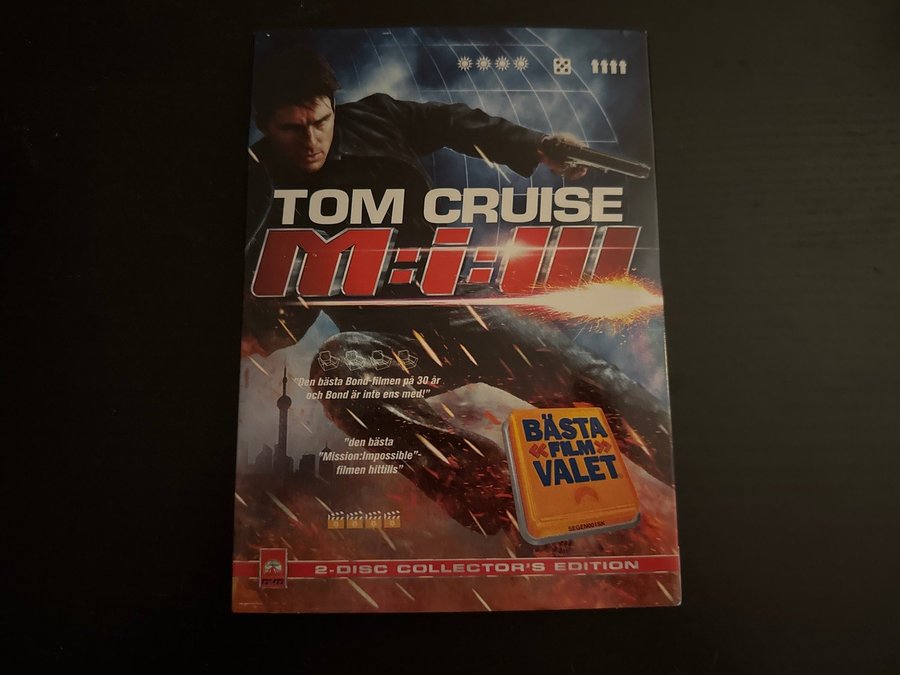 TOM CRUISE
M:i:III
"Den bästa Bond-filmen på 30 år
och Bond är inte ens med!"
"den bästa
"Mission:Impossible"-
filmen hittills"
BÄSTA
«FILM»
VALET
SEGEN001SK
2-DISC COLLECTOR'S EDITION